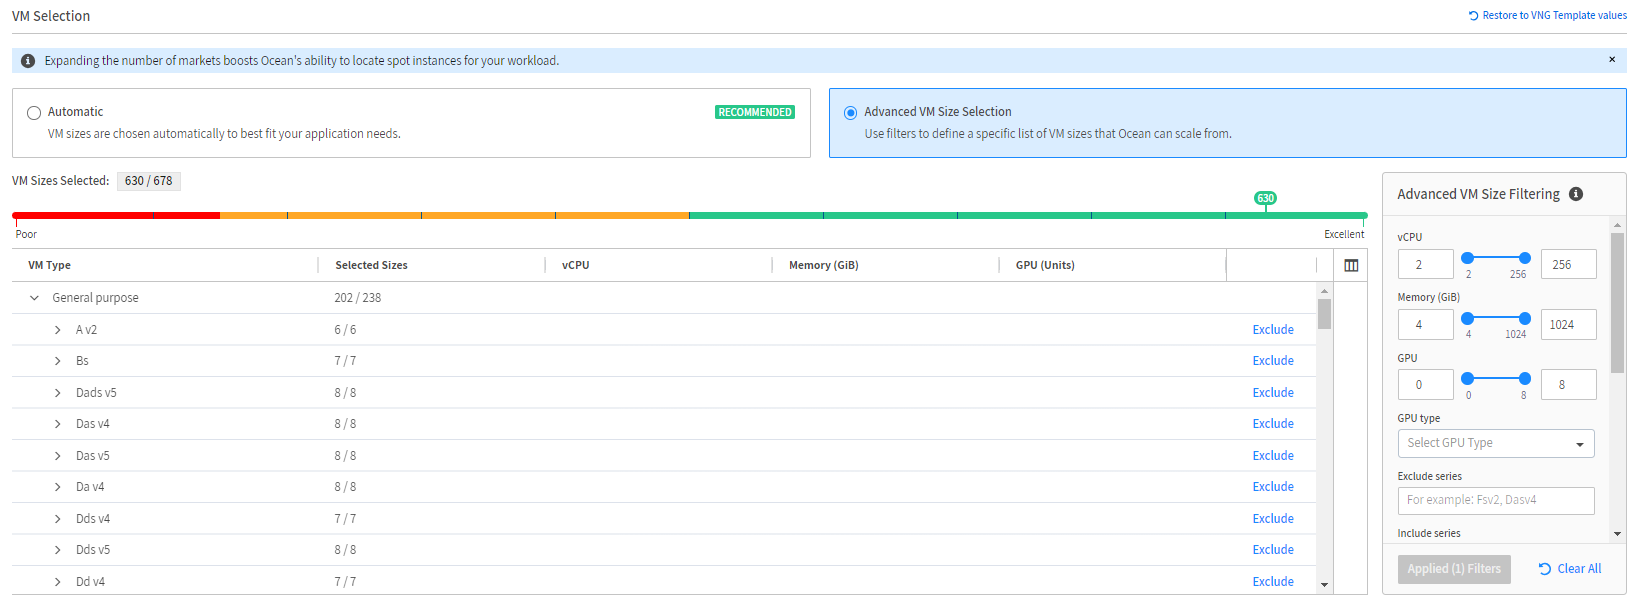 VM Selection
Restore to VNG Template values
Expanding the number of markets boosts Ocean's ability to locate spot instances for your workload.
Automatic
RECOMMENDED
VM sizes are chosen automatically to best fit your application needs.
Advanced VM Size Selection
Use filters to define a specific list of VM sizes that Ocean can scale from.
VM Sizes Selected: 630 / 678
630
Poor
Excellent
VM Type Selected Sizes vCPU Memory (GiB) GPU (Units)
General purpose 202 / 238
A v2 6 / 6 Exclude
Bs 7 / 7 Exclude
Dads v5 8 / 8 Exclude
Das v4 8 / 8 Exclude
Das v5 8 / 8 Exclude
Da v4 8 / 8 Exclude
Dds v4 7 / 7 Exclude
Dds v5 8 / 8 Exclude
Dd v4 7 / 7 Exclude
Advanced VM Size Filtering
vCPU
2 256
2 256
Memory (GiB)
4 1024
4 1024
GPU
0 8
0 8
GPU type
Select GPU Type
Exclude series
For example: Fsv2, Dasv4
Include series
Applied (1) Filters
Clear All